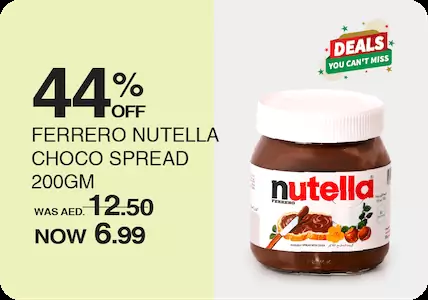 44% OFF
FERRERO NUTELLA
CHOCO SPREAD
200GM
WAS AED. 12.50
NOW 6.99
DEALS
YOU CAN'T MISS
nutella
FERRERO